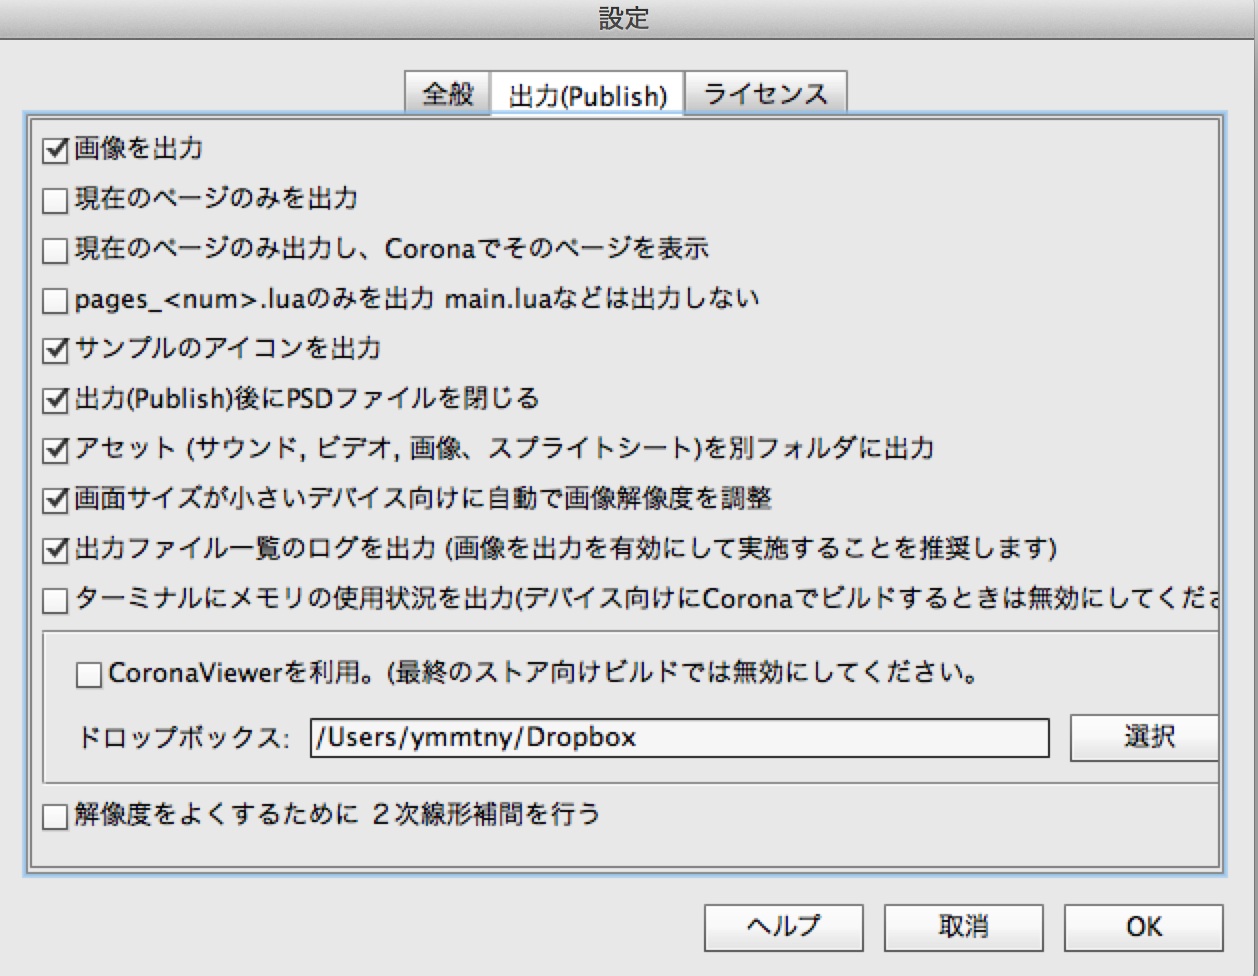 設定
全般 出力(Publish) ライセンス
画像を出力
現在のページのみを出力
現在のページのみ出力し、Coronaでそのページを表示
pages_<num>.luaのみを出力 main.luaなどは出力しない
サンプルのアイコンを出力
出力(Publish)後にPSDファイルを閉じる
アセット (サウンド, ビデオ, 画像、スプライトシート)を別フォルダに出力
画面サイズが小さいデバイス向けに自動で画像解像度を調整
出力ファイル一覧のログを出力 (画像を出力を有効にして実施することを推奨します)
ターミナルにメモリの使用状況を出力(デバイス向けにCoronaでビルドするときは無効にしてくださ
CoronaViewerを利用。(最終のストア向けビルドでは無効にしてください。
ドロップボックス: /Users/ymmtny/Dropbox 選択
解像度をよくするために ２次線形補間を行う
ヘルプ 取消 OK